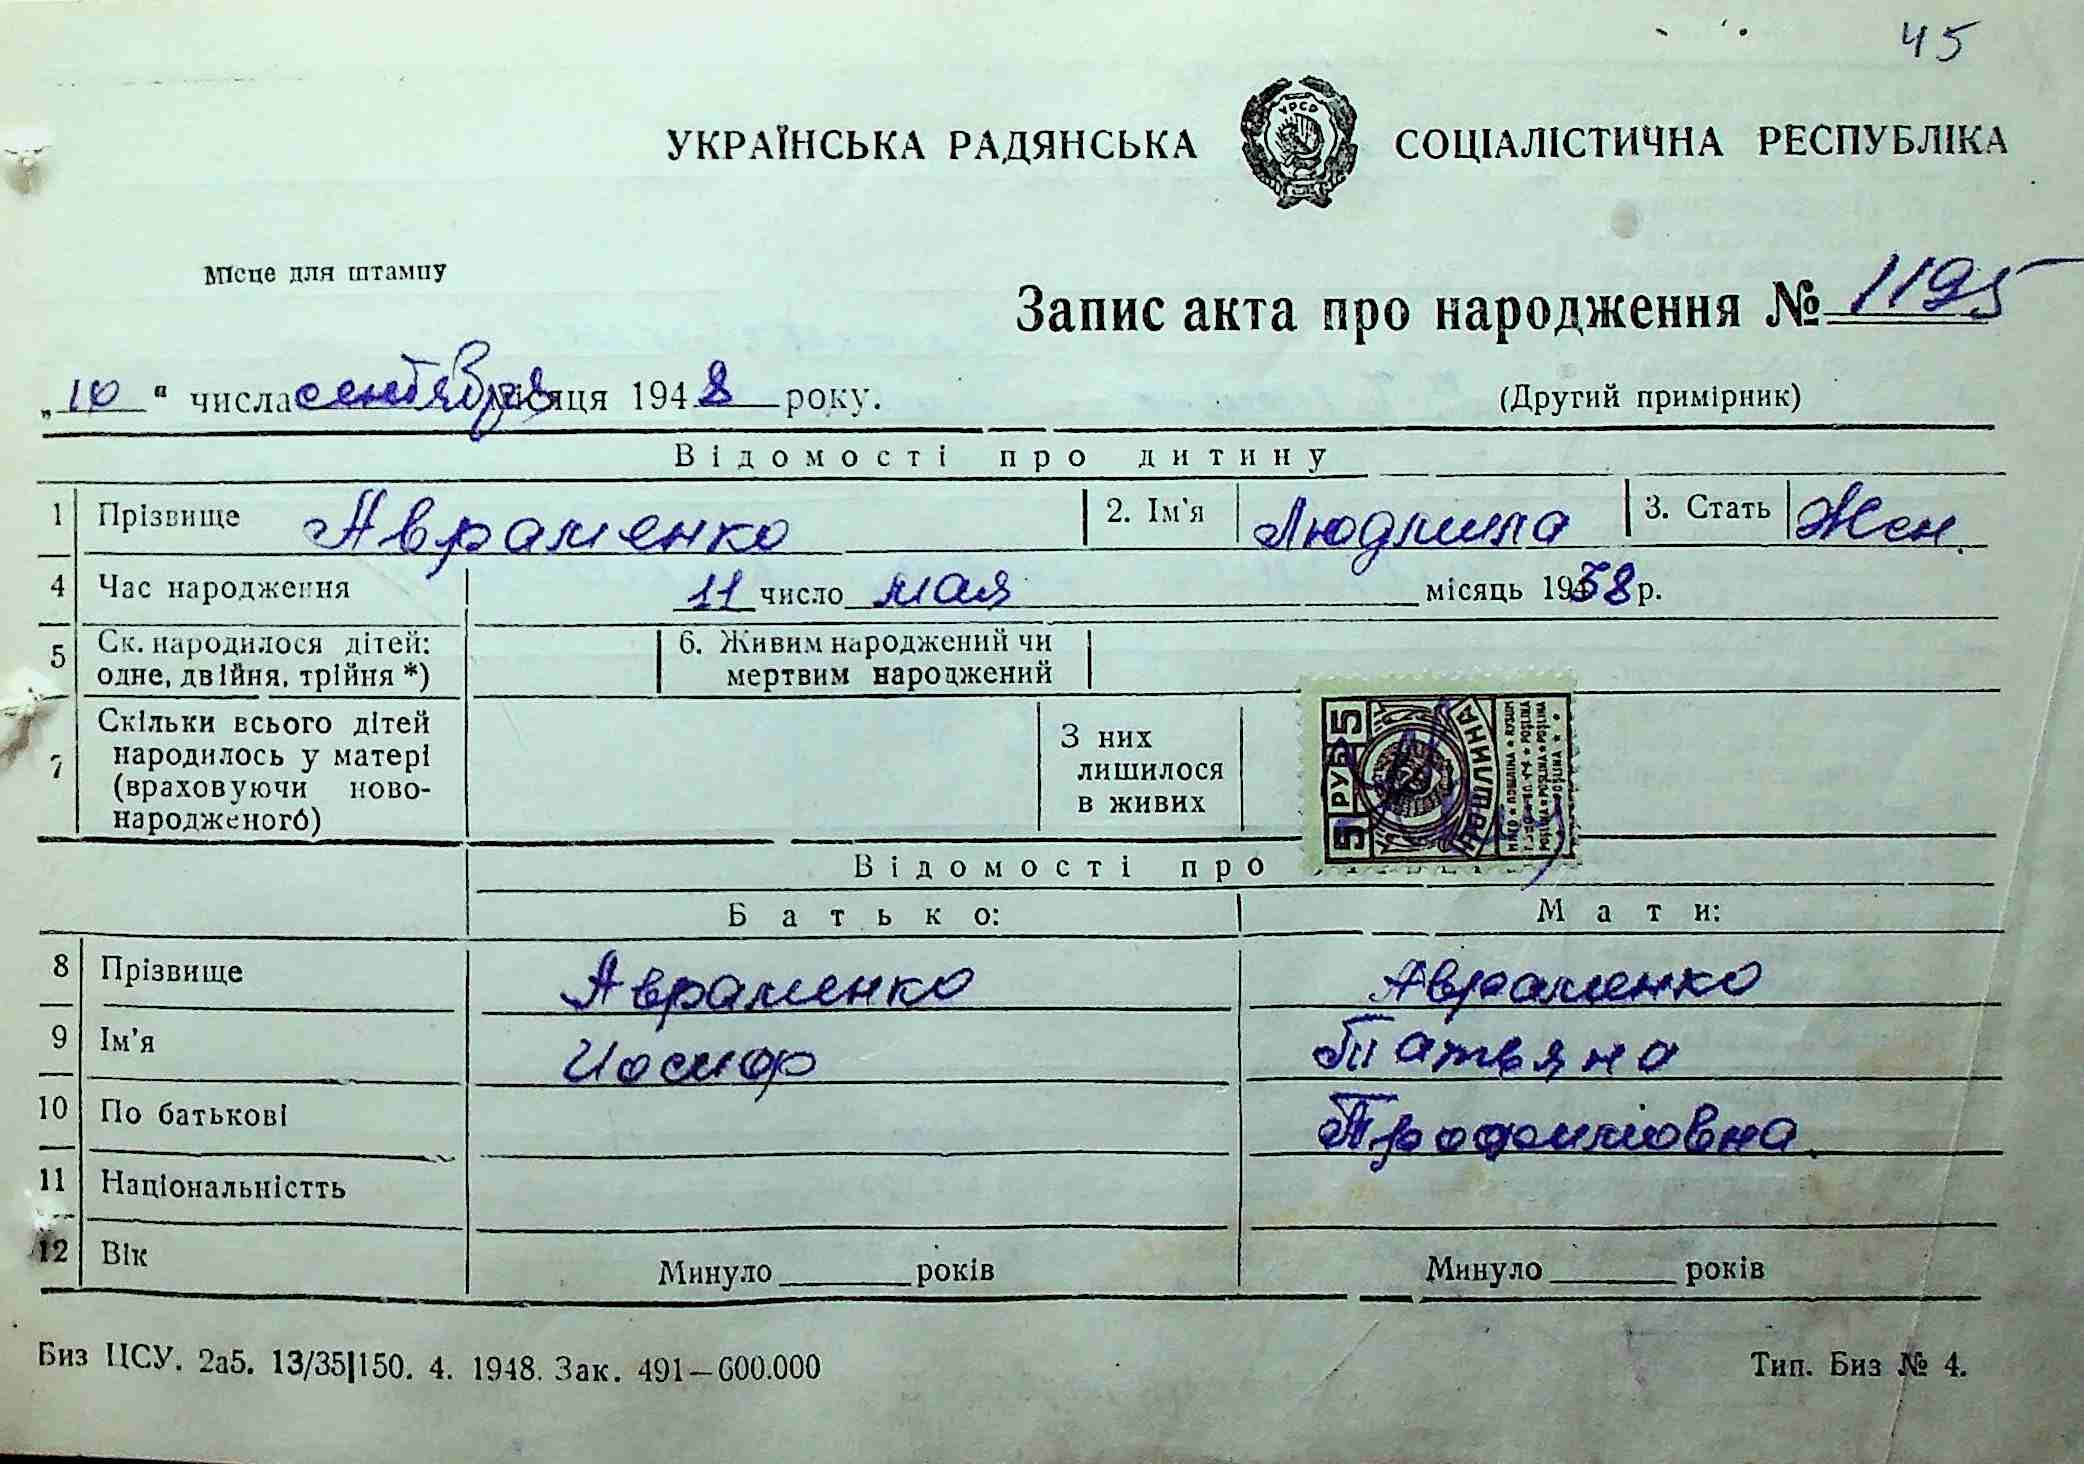 45
УКРАЇНСЬКА РАДЯНСЬКА СОЦІАЛІСТИЧНА РЕСПУБЛІКА
УРСР
Місце для штампу
Запис акта про народження № 1195
„10“ числа сентября місяця 1948 року.
(Другий примірник)
Відомості про дитину
1 Прізвище Авраменко 2. Ім'я Людмила 3. Стать Жен.
4 Час народження 11 число мая місяць 1938 р.
5 Ск. народилося дітей: одне, двійня, трійня *) 6. Живим народжений чи мертвим народжений
7 Скільки всього дітей народилось у матері (враховуючи ново-народженого) З них лишилося в живих
5 РУБ 5
Відомості про
Батько: Мати:
8 Прізвище Авраменко Авраменко
9 Ім'я Иосиф Татьяна
10 По батькові Трофимовна
11 Національністть
12 Вік Минуло років Минуло років
Биз ЦСУ. 2а5. 13/35|150. 4. 1948. Зак. 491—600.000 Тип. Биз № 4.